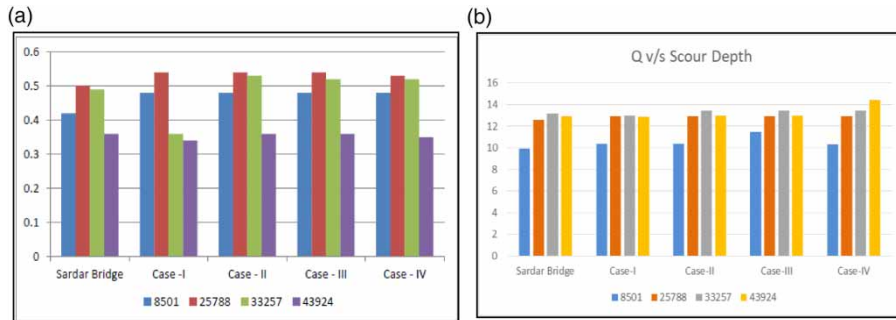 (a)
0.6
0.5
0.4
0.3
0.2
0.1
0
Sardar Bridge Case -I Case - II Case - III Case - IV
8501 25788 33257 43924
(b)
Q v/s Scour Depth
16
14
12
10
8
6
4
2
0
Sardar Bridge Case-I Case-II Case-III Case-IV
8501 25788 33257 43924